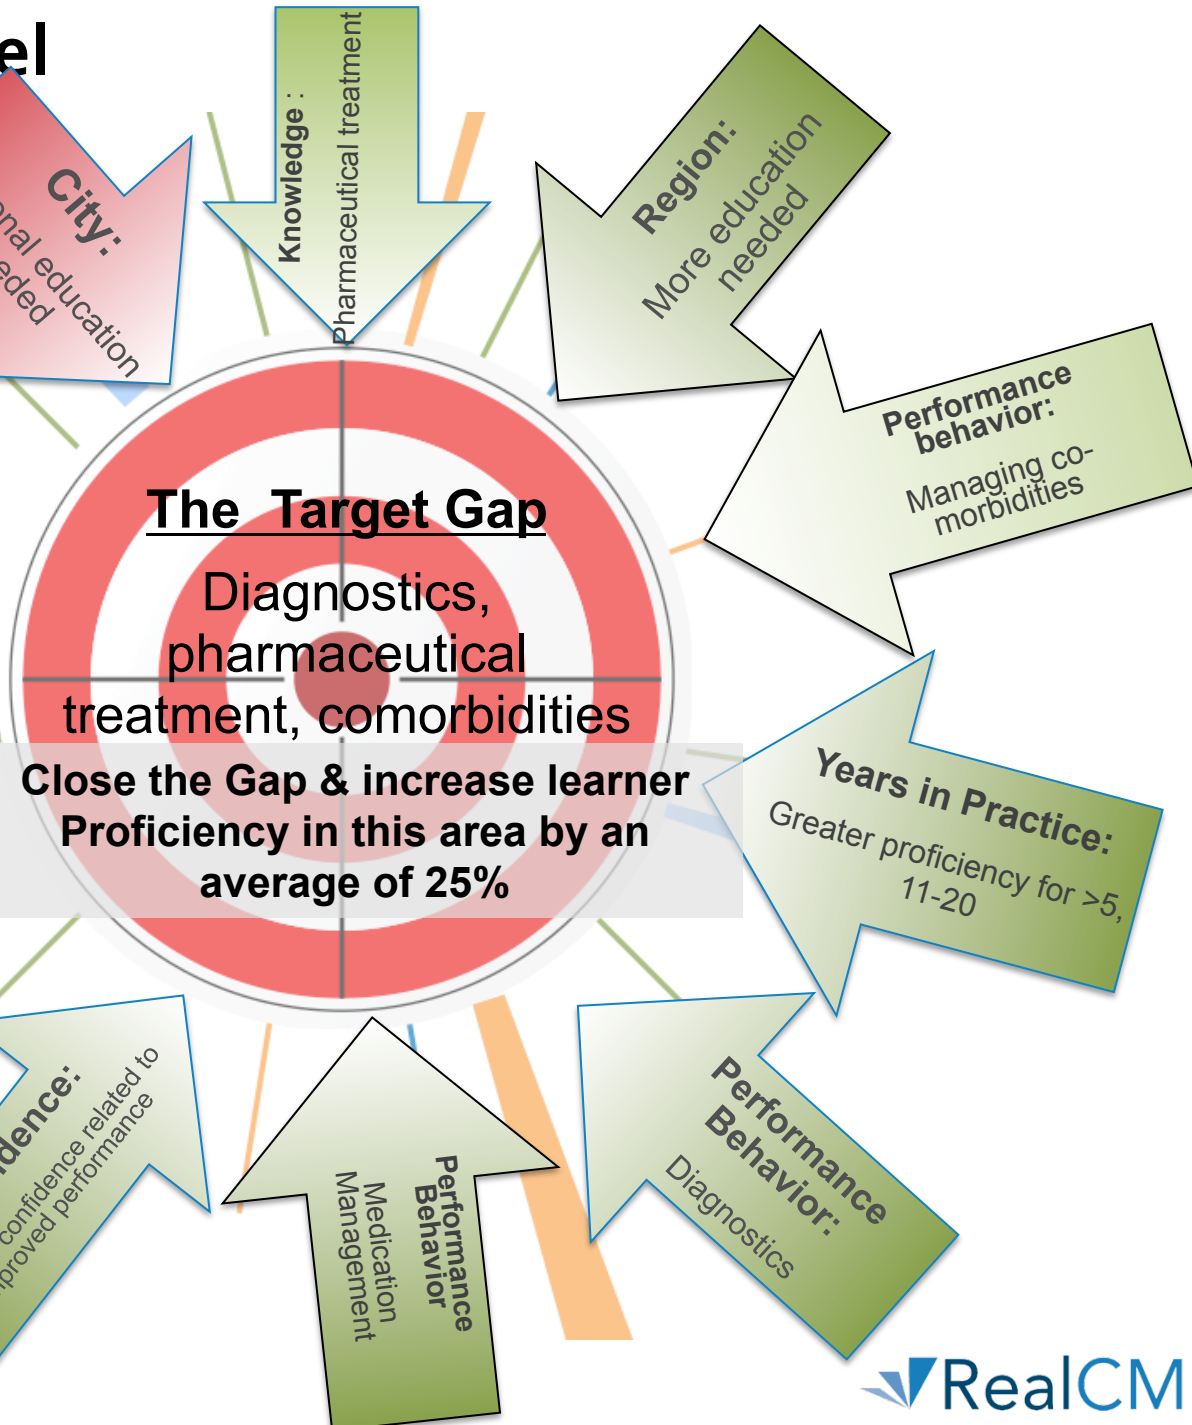 el
City:
onal education
eded
Knowledge :
Pharmaceutical treatment
Region:
More education
needed
Performance
behavior:
Managing co-
morbidities
The Target Gap
Diagnostics,
pharmaceutical
treatment, comorbidities
Close the Gap & increase learner
Proficiency in this area by an
average of 25%
Years in Practice:
Greater proficiency for >5,
11-20
Performance
Behavior:
Diagnostics
Performance
Behavior
Medication
Management
idence:
confidence related to
mproved performance
RealCM